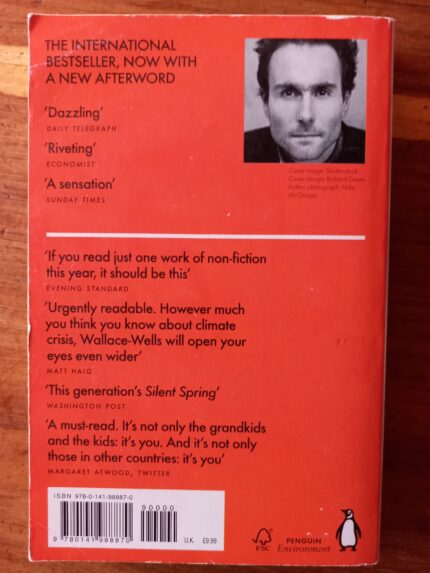 THE INTERNATIONAL
BESTSELLER, NOW WITH
A NEW AFTERWORD
'Dazzling'
DAILY TELEGRAPH
'Riveting'
ECONOMIST
'A sensation'
SUNDAY TIMES
Cover image: Shutterstock
Cover design: Richard Green
Author photograph: Mike
McGregor
'If you read just one work of non-fiction
this year, it should be this'
EVENING STANDARD
'Urgently readable. However much
you think you know about climate
crisis, Wallace-Wells will open your
eyes even wider'
MATT HAIG
'This generation's Silent Spring'
WASHINGTON POST
'A must-read. It's not only the grandkids
and the kids: it's you. And it's not only
those in other countries: it's you'
MARGARET ATWOOD, TWITTER
ISBN 978-0-141-98887-0
90000
9 780141 988870
U.K. £9.99
FSC
PENGUIN
Environment